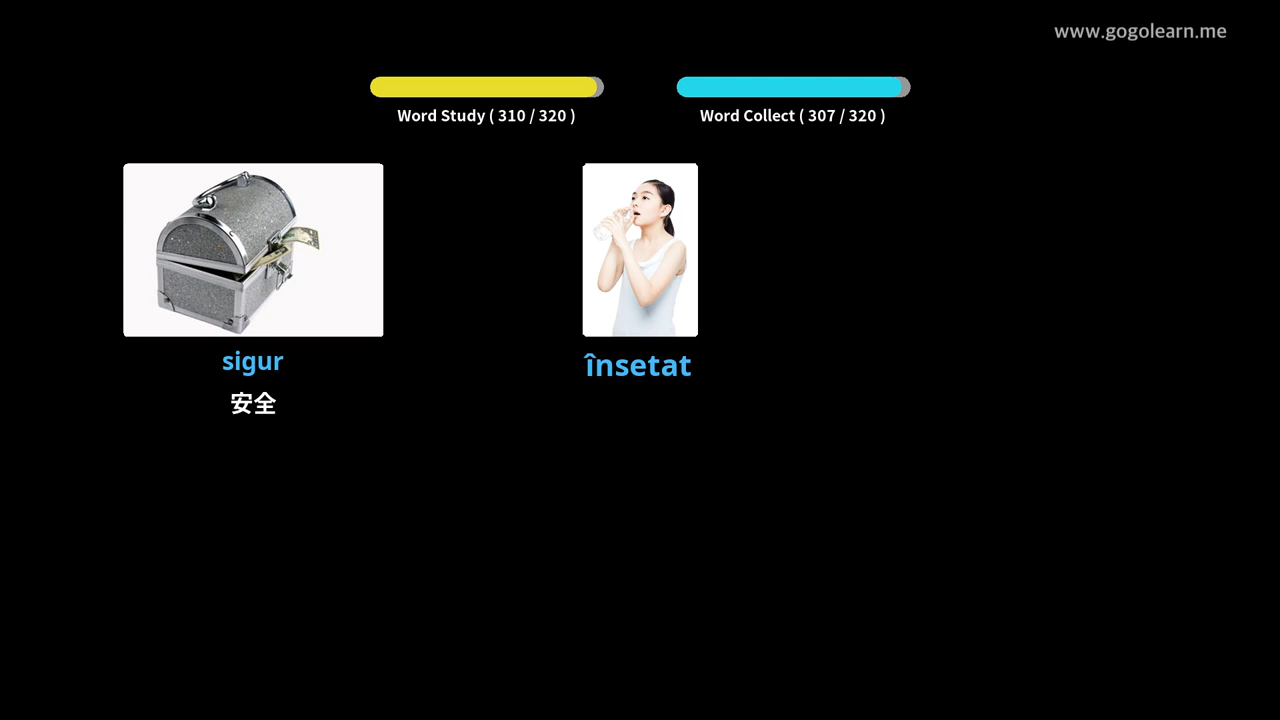 www.gogolearn.me
Word Study ( 310 / 320 )
Word Collect ( 307 / 320 )
sigur
安全
însetat